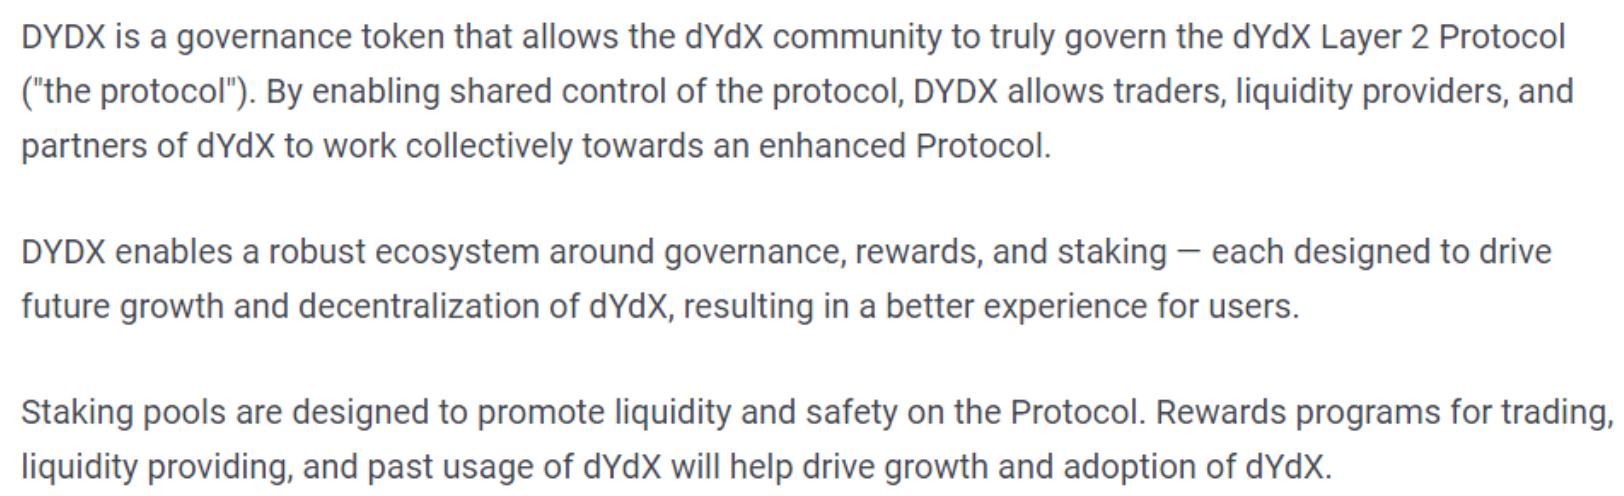 DYDX is a governance token that allows the dYdX community to truly govern the dYdX Layer 2 Protocol
("the protocol"). By enabling shared control of the protocol, DYDX allows traders, liquidity providers, and
partners of dYdX to work collectively towards an enhanced Protocol.
DYDX enables a robust ecosystem around governance, rewards, and staking — each designed to drive
future growth and decentralization of dYdX, resulting in a better experience for users.
Staking pools are designed to promote liquidity and safety on the Protocol. Rewards programs for trading,
liquidity providing, and past usage of dYdX will help drive growth and adoption of dYdX.